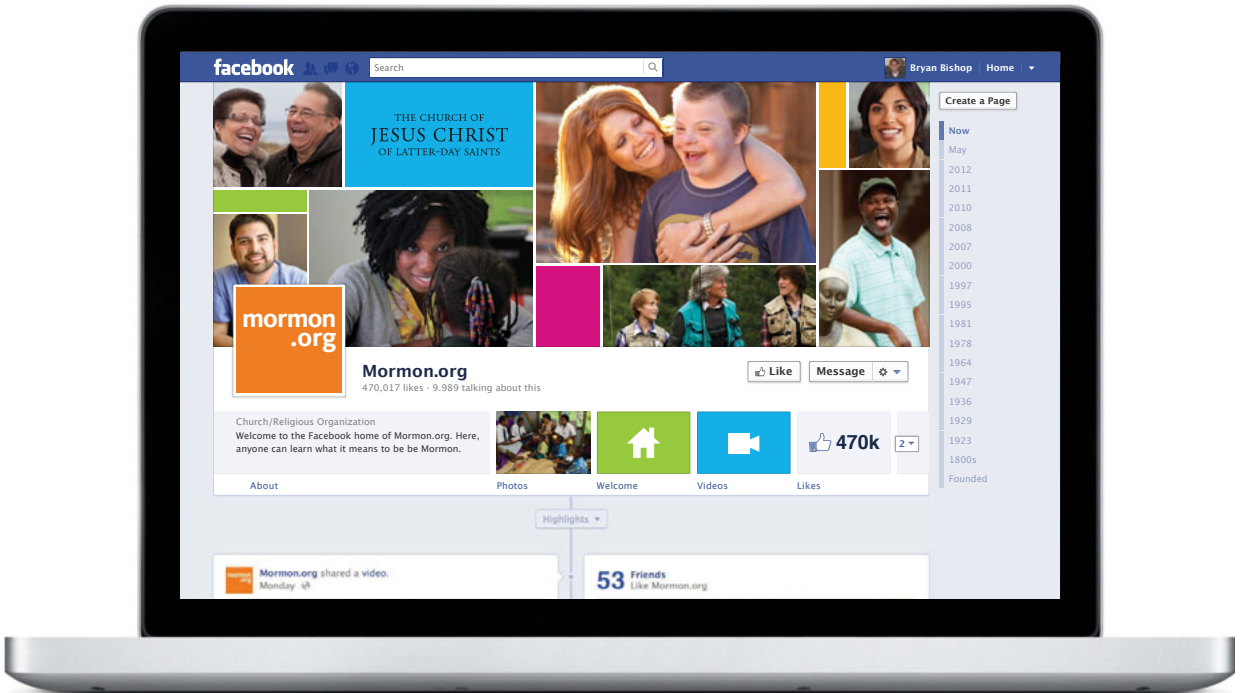 facebook
Search
Bryan Bishop
Home
Create a Page
THE CHURCH OF
JESUS CHRIST
OF LATTER-DAY SAINTS
Now
May
2012
2011
2010
2008
2007
2000
1997
1995
1981
1978
1964
1947
1936
1929
1923
1800s
Founded
mormon
.org
Mormon.org
470,017 likes · 9.989 talking about this
Like
Message
Church/Religious Organization
Welcome to the Facebook home of Mormon.org. Here,
anyone can learn what it means to be be Mormon.
470k
2
About
Photos
Welcome
Videos
Likes
Highlights
mormon
.org
Mormon.org shared a video.
Monday
53
Friends
Like Mormon.org